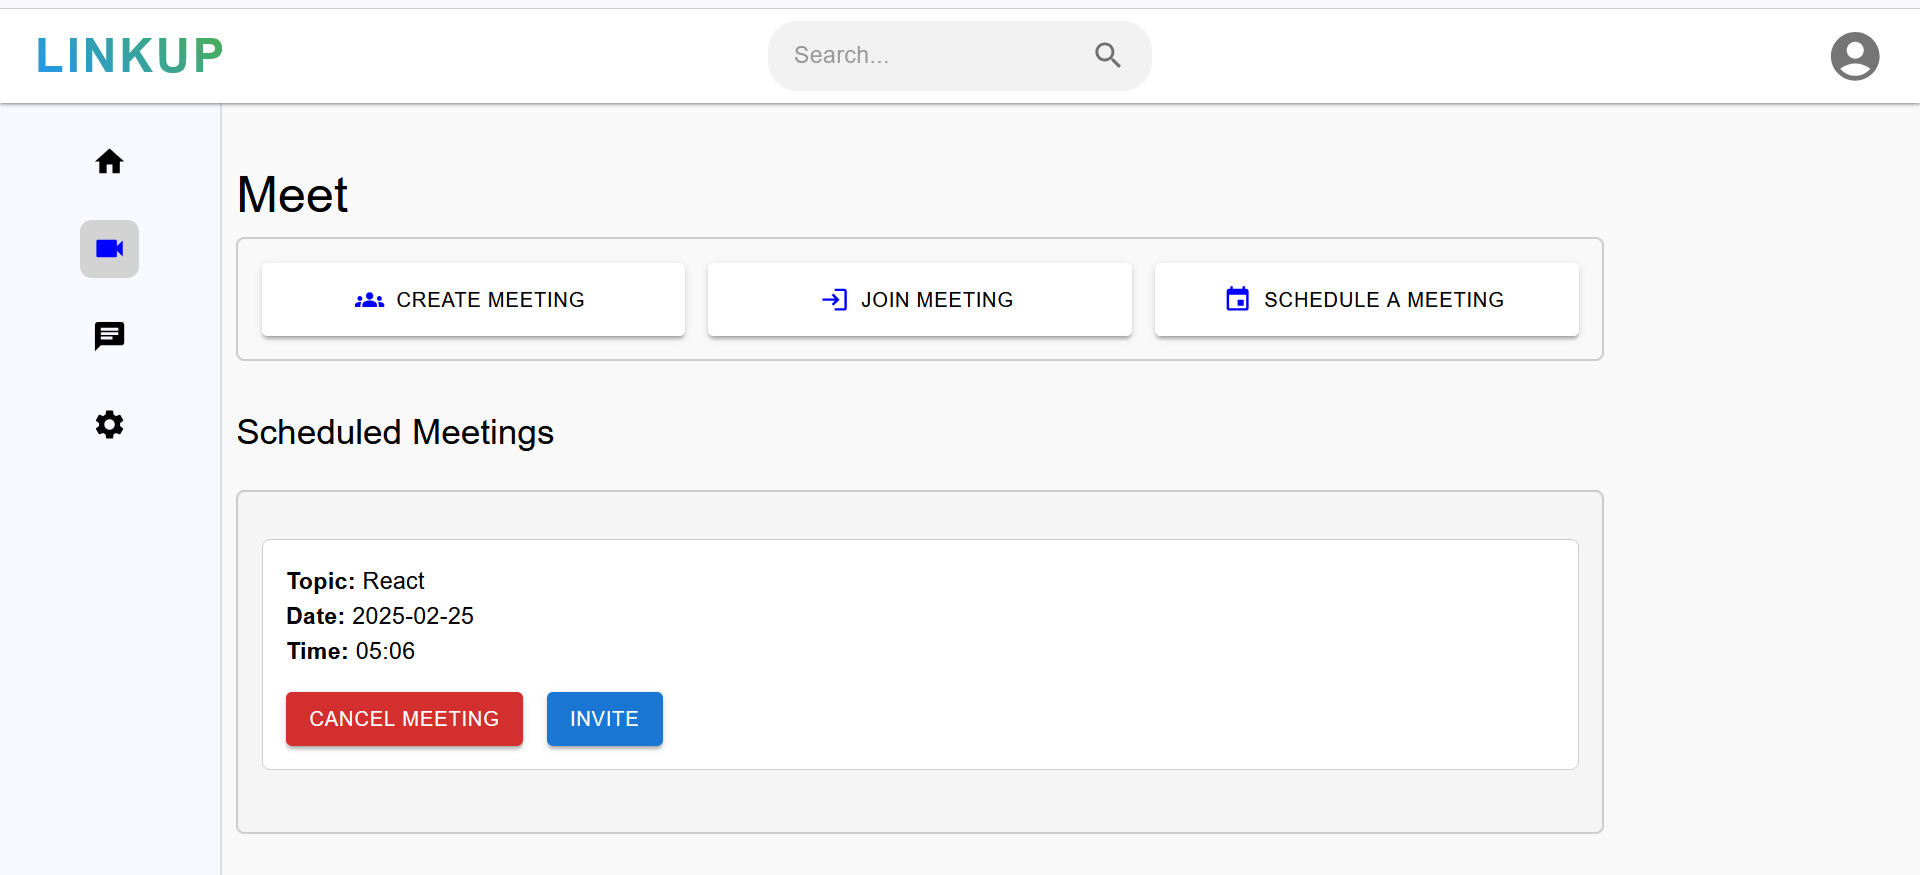 LINKUP
Search...
Meet
CREATE MEETING
JOIN MEETING
SCHEDULE A MEETING
Scheduled Meetings
Topic: React
Date: 2025-02-25
Time: 05:06
CANCEL MEETING
INVITE